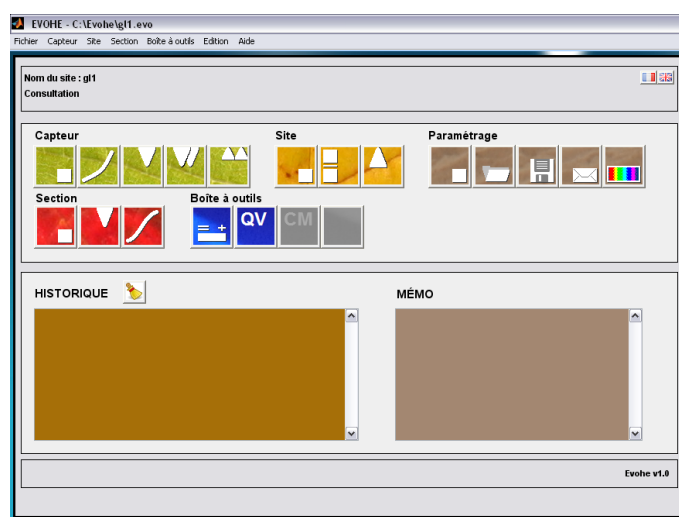 EVOHE - C:\Evohe\gl1.evo
Fichier Capteur Site Section Boîte à outils Edition Aide
Nom du site : gl1
Consultation
Capteur Site Paramétrage
Section Boîte à outils
QV CM
HISTORIQUE MÉMO
Evohe v1.0